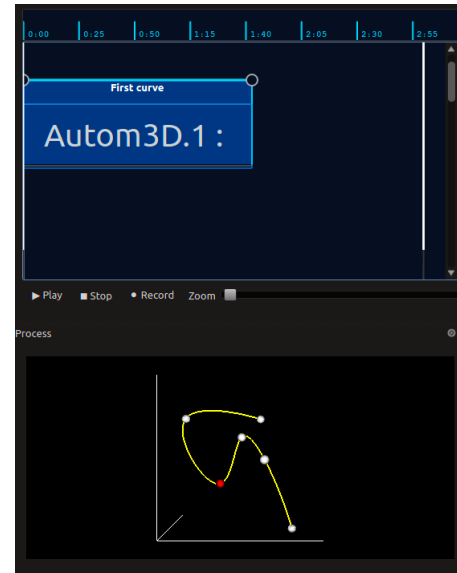 0:00 0:25 0:50 1:15 1:40 2:05 2:30 2:55
First curve
Autom3D.1 :
▶ Play ■ Stop ● Record Zoom
Process